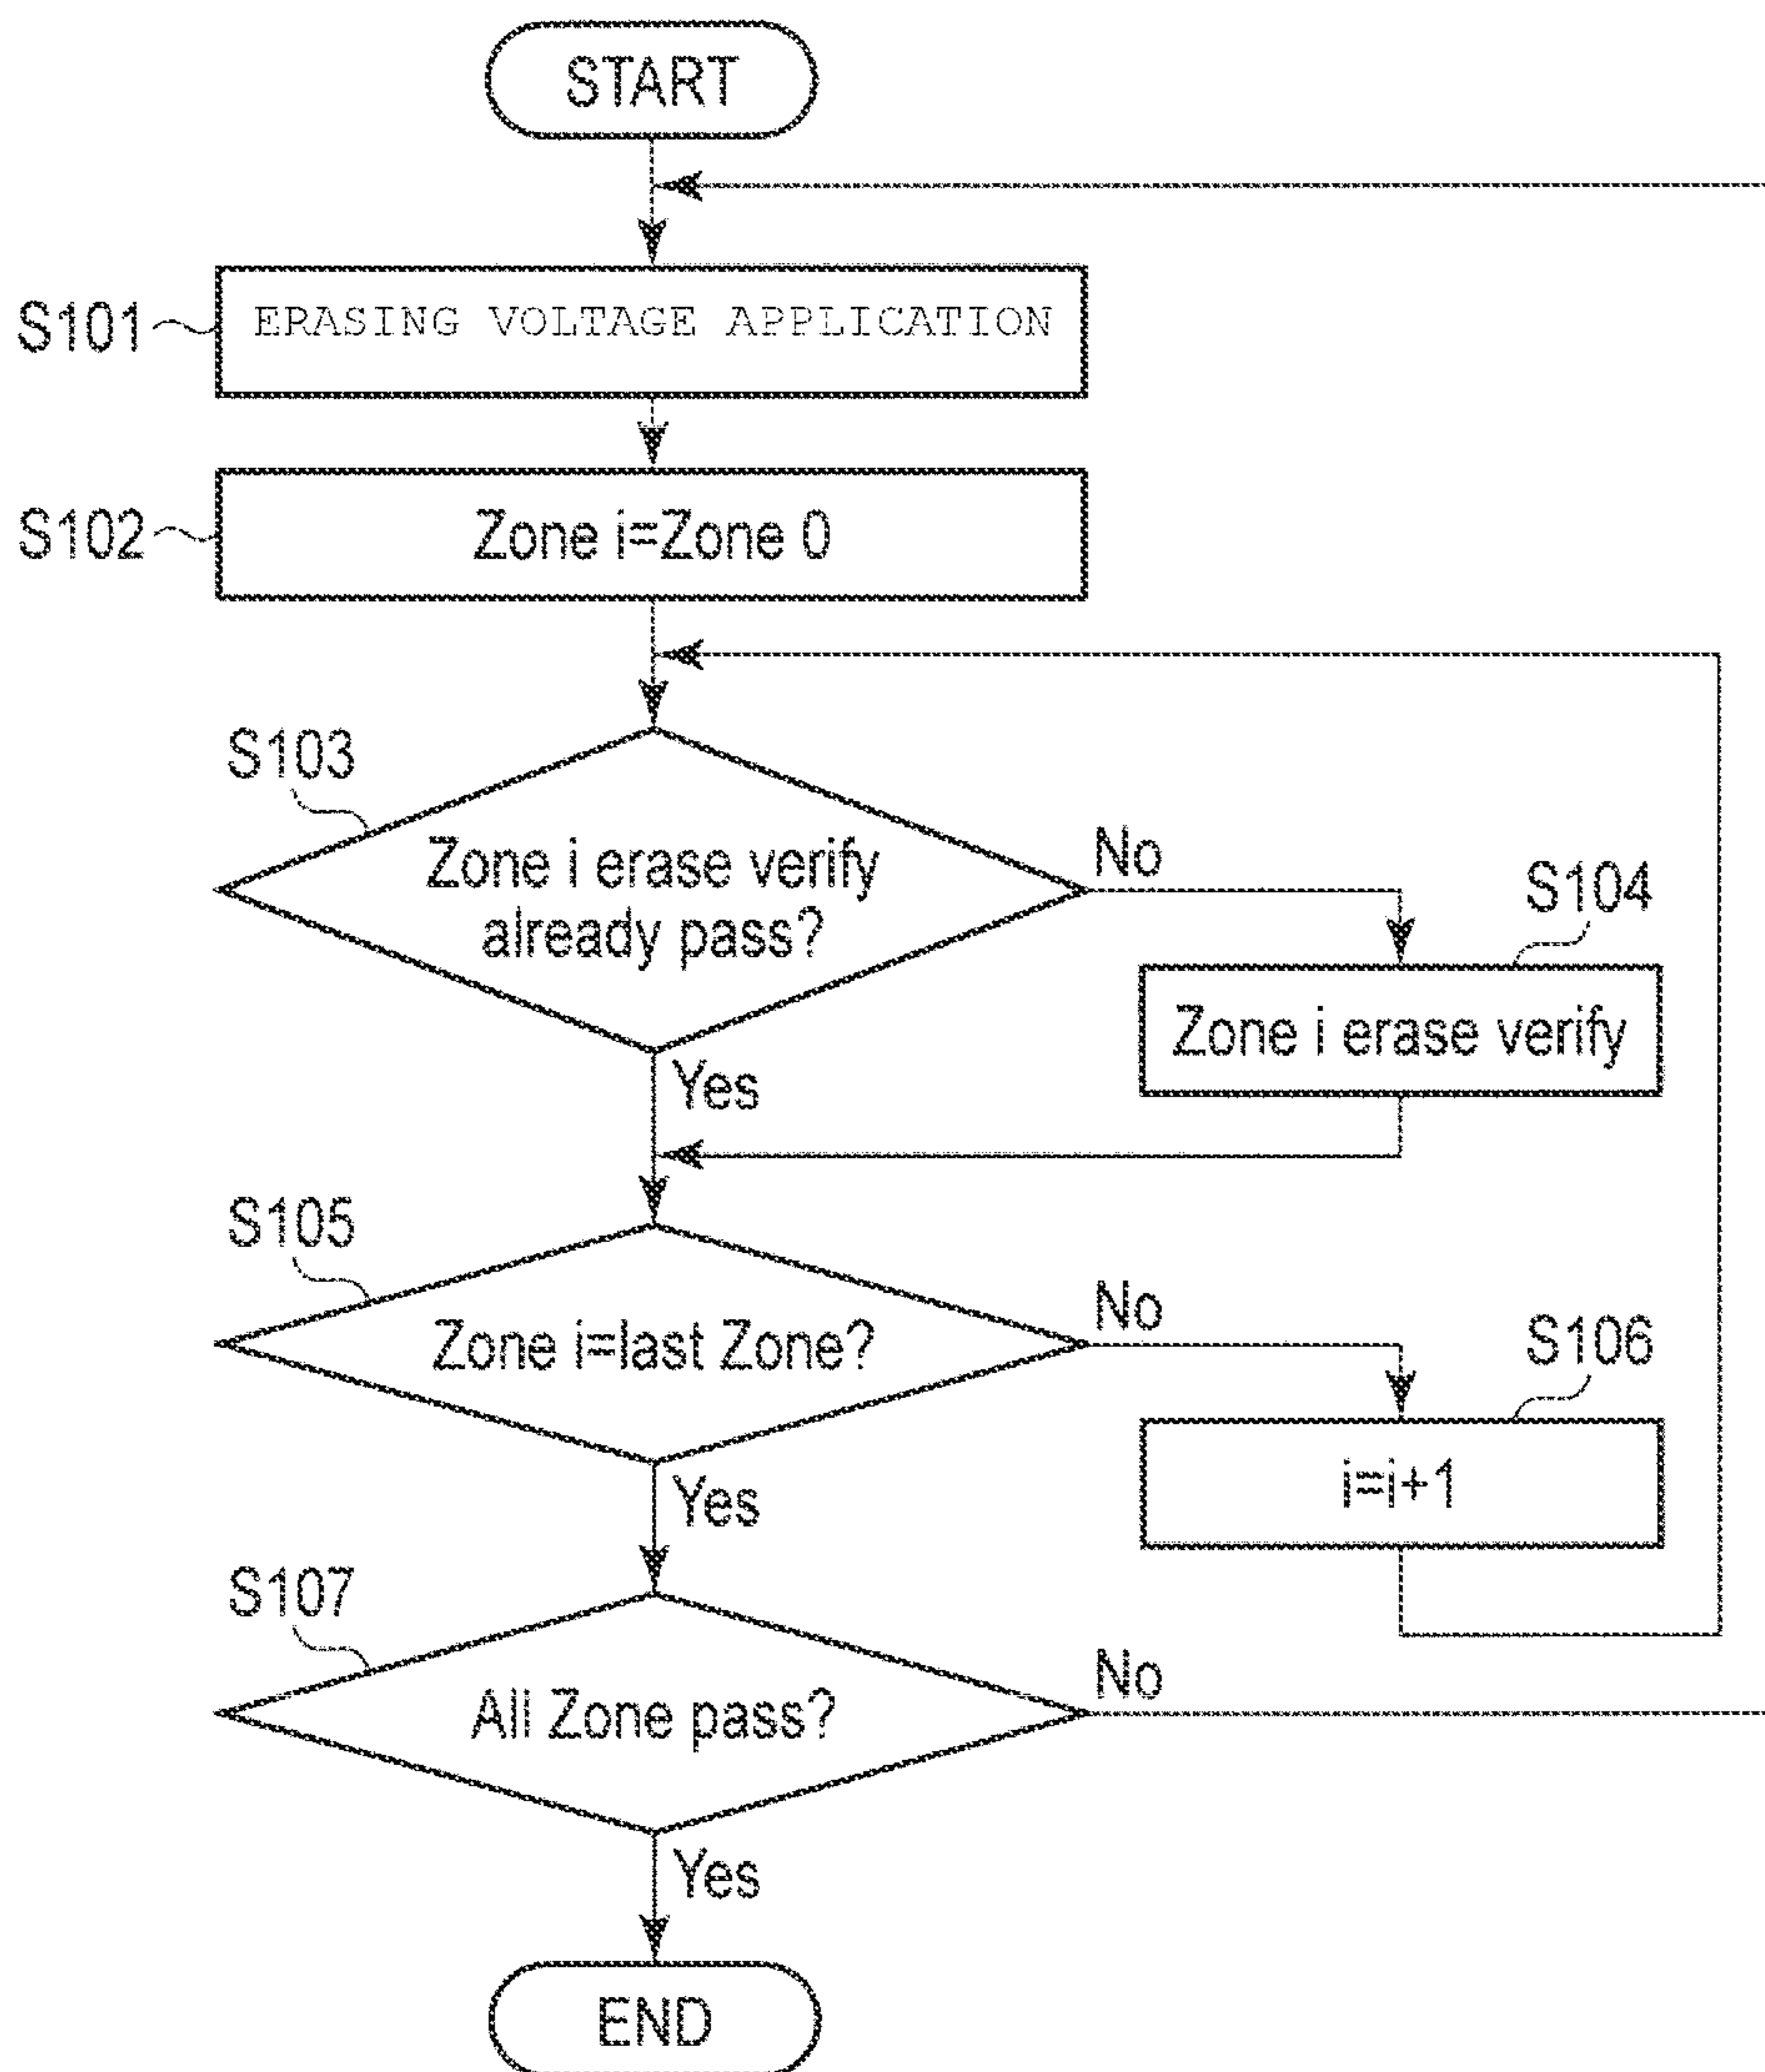 START
S101
ERASING VOLTAGE APPLICATION
S102
Zone i=Zone 0
S103
Zone i erase verify
already pass?
No
S104
Zone i erase verify
Yes
S105
Zone i=last Zone?
No
S106
i=i+1
Yes
S107
All Zone pass?
No
Yes
END